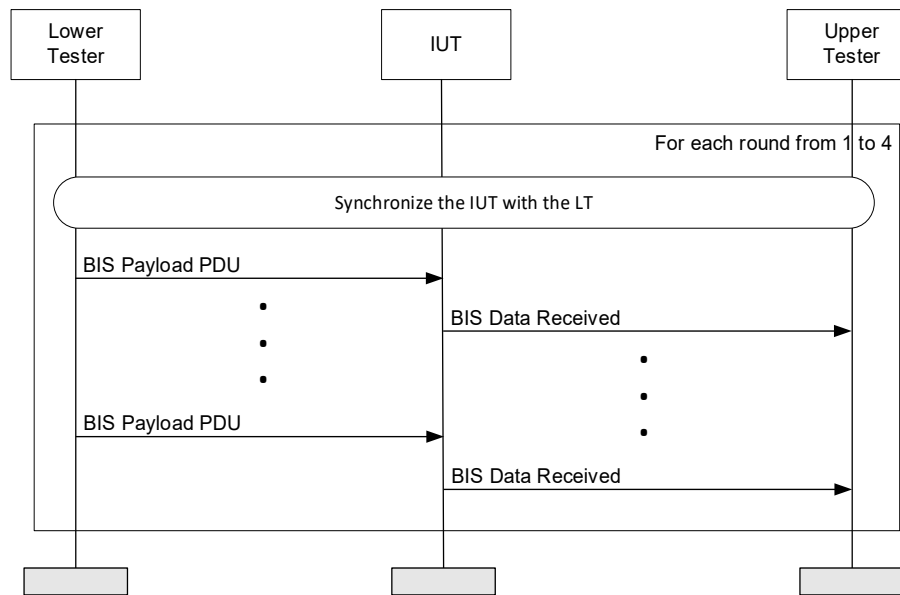 Lower
Tester
IUT
Upper
Tester
For each round from 1 to 4
Synchronize the IUT with the LT
BIS Payload PDU
BIS Data Received
BIS Payload PDU
BIS Data Received